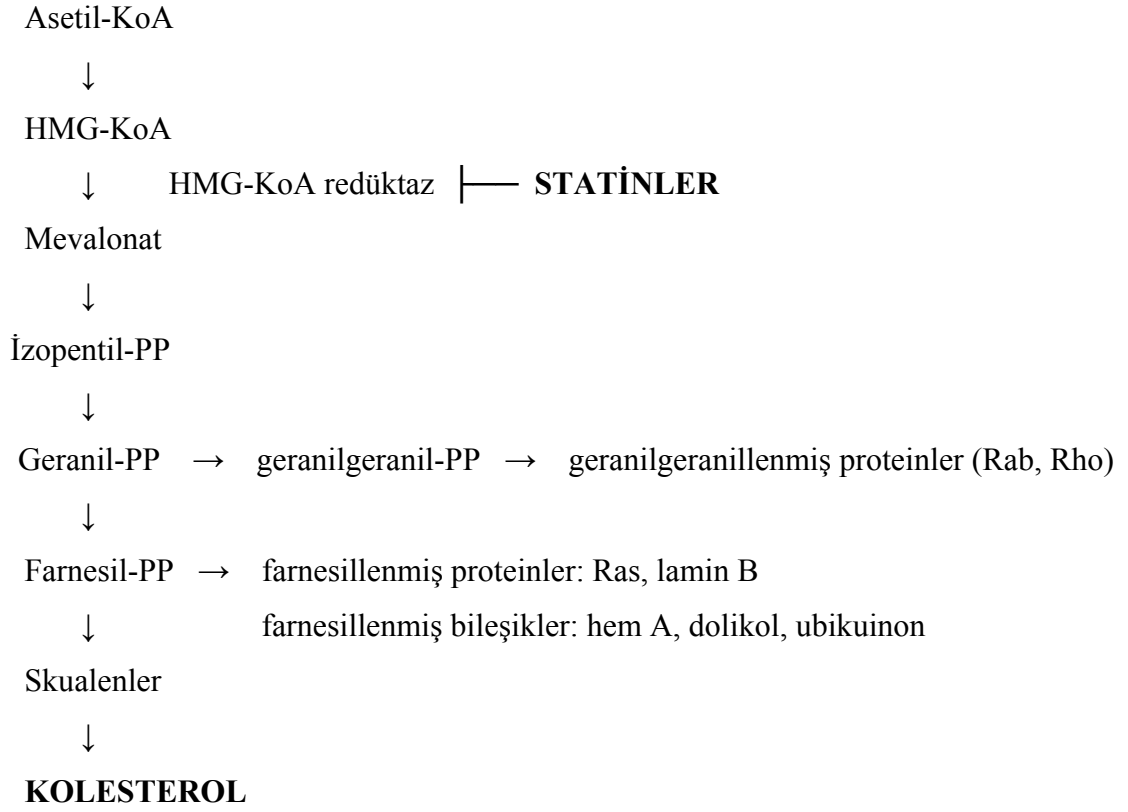 Asetil-KoA
↓
HMG-KoA
↓ HMG-KoA redüktaz ├── STATİNLER
Mevalonat
↓
İzopentil-PP
↓
Geranil-PP → geranilgeranil-PP → geranilgeranillenmiş proteinler (Rab, Rho)
↓
Farnesil-PP → farnesillenmiş proteinler: Ras, lamin B
↓ farnesillenmiş bileşikler: hem A, dolikol, ubikuinon
Skualenler
↓
KOLESTEROL